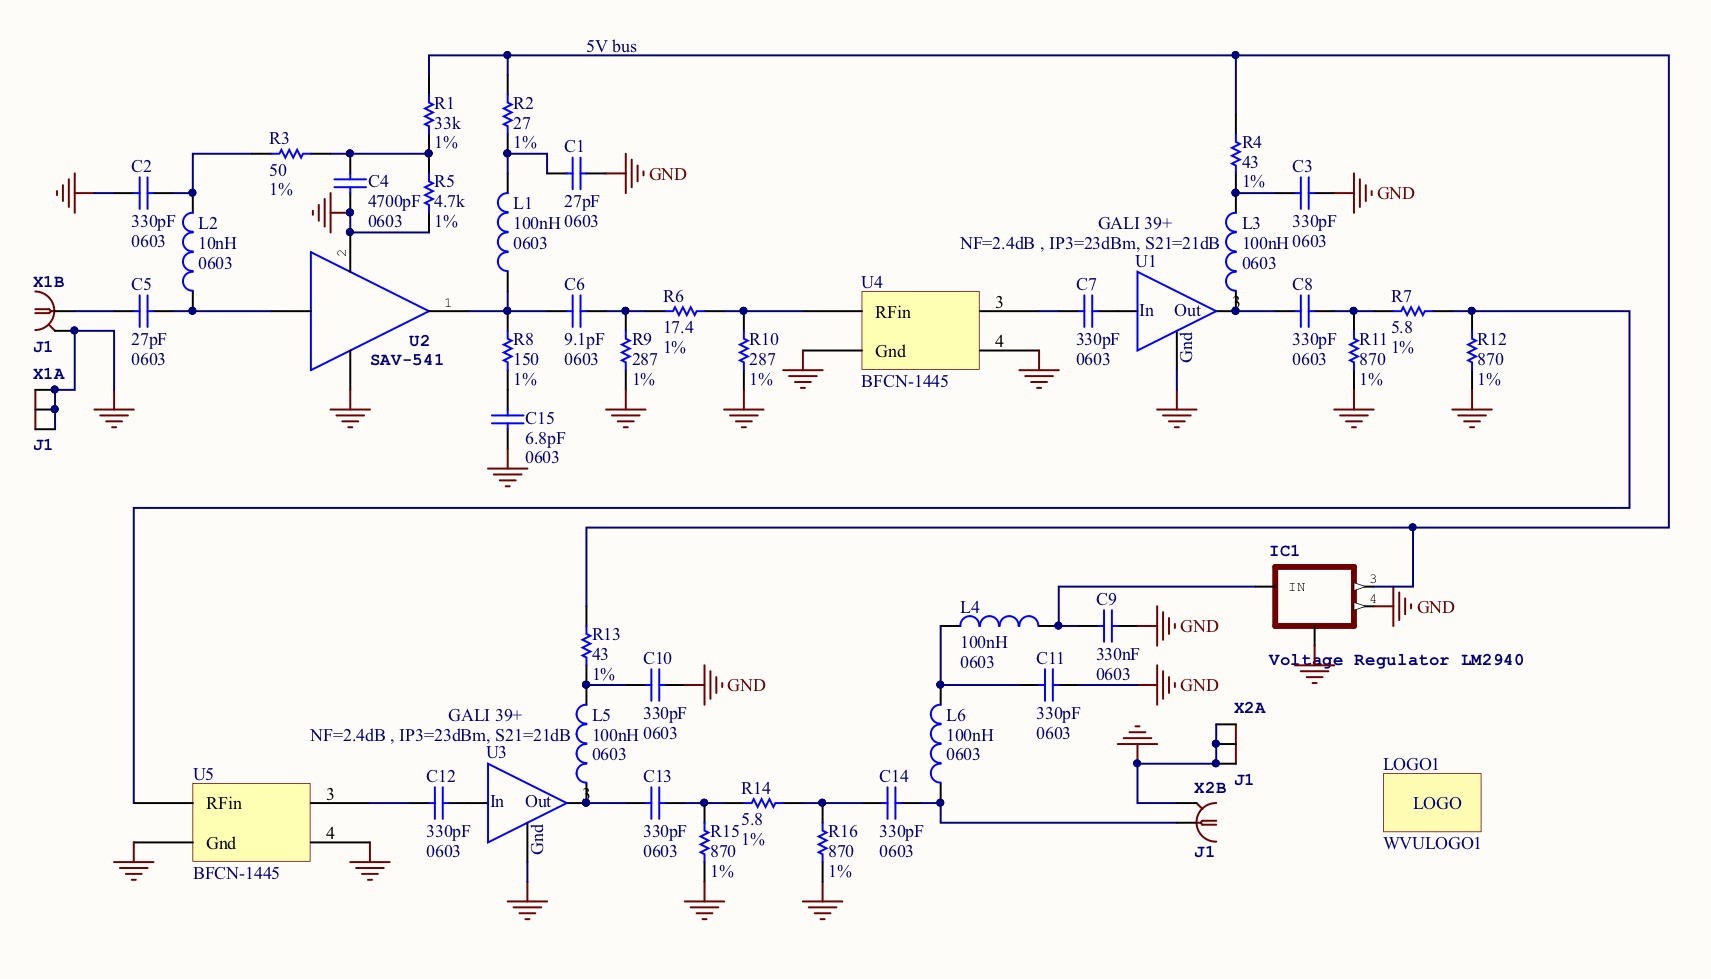 5V bus
R1
33k
1%
R2
27
1%
R3
50
1%
C2
330pF
0603
C4
4700pF
0603
R5
4.7k
1%
C1
27pF
0603
GND
L1
100nH
0603
L2
10nH
0603
2
1
X1B
J1
C5
27pF
0603
X1A
J1
U2
SAV-541
R8
150
1%
C15
6.8pF
0603
C6
9.1pF
0603
R9
287
1%
R6
17.4
1%
R10
287
1%
U4
RFin
Gnd
3
4
BFCN-1445
C7
330pF
0603
GALI 39+
NF=2.4dB , IP3=23dBm, S21=21dB
U1
In
Out
Gnd
3
R4
43
1%
C3
330pF
0603
GND
L3
100nH
0603
C8
330pF
0603
R11
870
1%
R7
5.8
1%
R12
870
1%
U5
RFin
Gnd
3
4
BFCN-1445
C12
330pF
0603
GALI 39+
NF=2.4dB , IP3=23dBm, S21=21dB
U3
In
Out
Gnd
3
R13
43
1%
C10
330pF
0603
GND
L5
100nH
0603
C13
330pF
0603
R15
870
1%
R14
5.8
1%
R16
870
1%
C14
330pF
0603
L4
100nH
0603
C9
330nF
0603
GND
C11
330pF
0603
GND
L6
100nH
0603
IC1
IN
3
4
GND
Voltage Regulator LM2940
X2A
J1
X2B
J1
LOGO1
LOGO
WVULOGO1